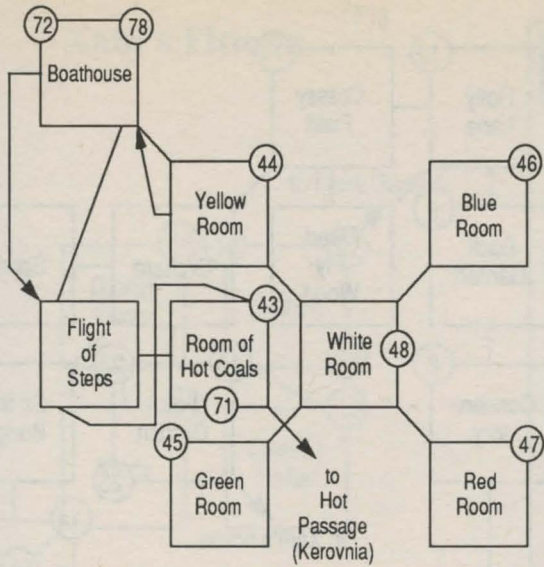 72
78
Boathouse
44
46
Yellow
Room
Blue
Room
43
Flight
of
Steps
Room of
Hot Coals
White
Room
48
71
45
47
Green
Room
to
Hot
Passage
(Kerovnia)
Red
Room